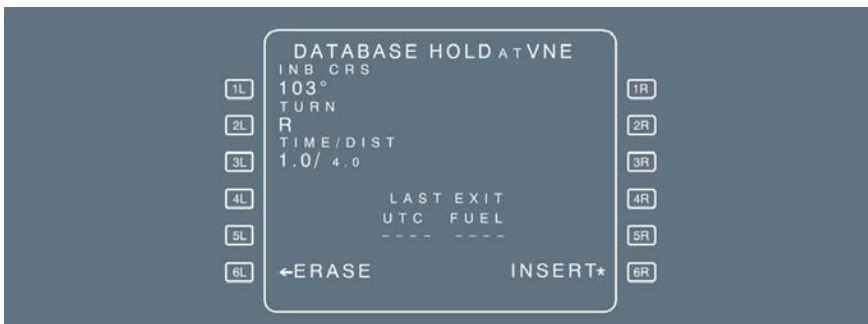 DATABASE HOLD AT VNE
INB CRS
1L 103° 1R
TURN
2L R 2R
TIME/DIST
3L 1.0/ 4.0 3R
4L LAST EXIT 4R
UTC FUEL
5L ---- ---- 5R
6L ←ERASE INSERT* 6R